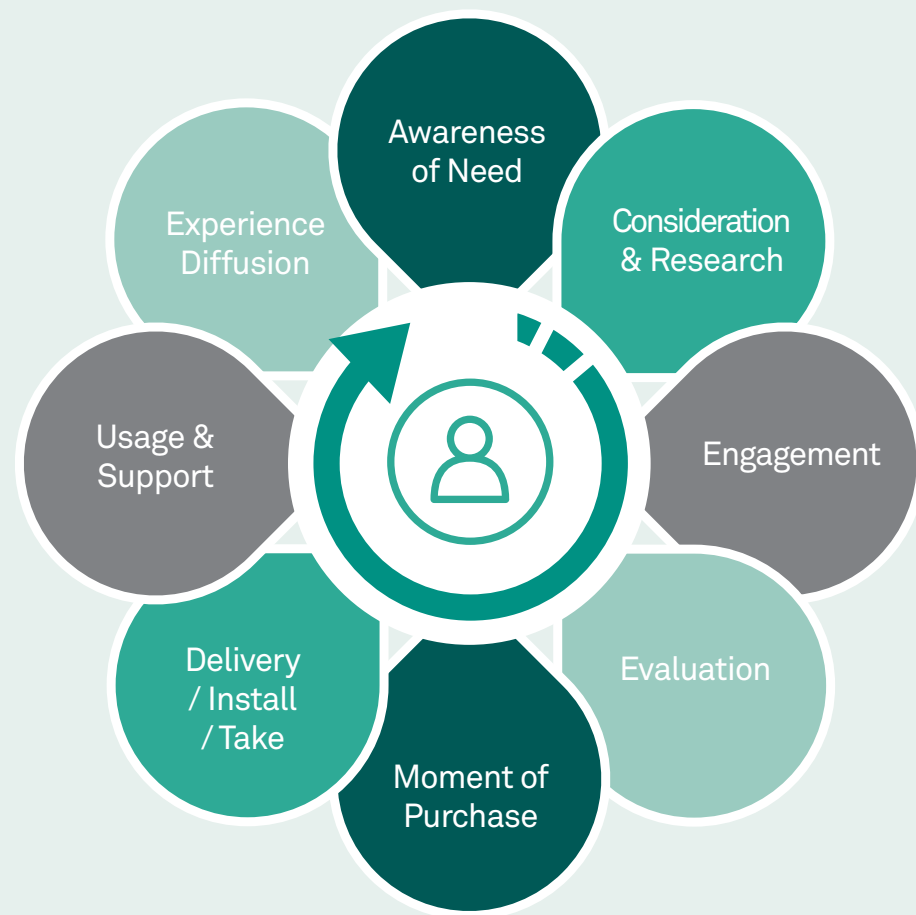 Awareness
of Need
Consideration
& Research
Engagement
Evaluation
Moment of
Purchase
Delivery
/ Install
/ Take
Usage &
Support
Experience
Diffusion